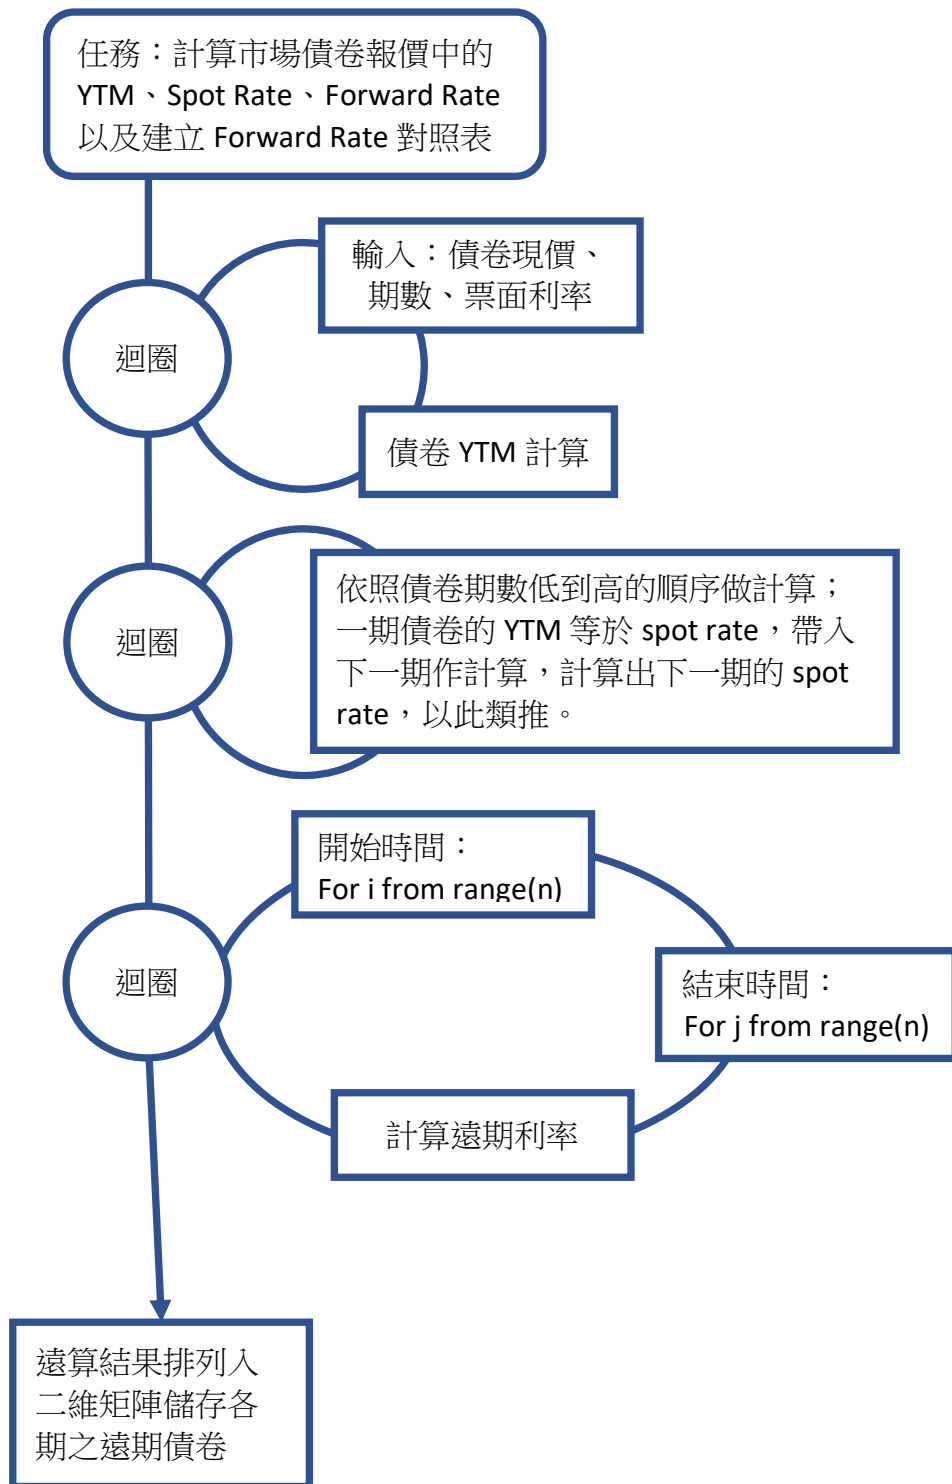 任務：計算市場債卷報價中的
YTM、Spot Rate、Forward Rate
以及建立 Forward Rate 對照表
輸入：債卷現價、
期數、票面利率
迴圈
債卷 YTM 計算
依照債卷期數低到高的順序做計算；
一期債卷的 YTM 等於 spot rate，帶入
下一期作計算，計算出下一期的 spot
rate，以此類推。
迴圈
開始時間：
For i from range(n)
迴圈
結束時間：
For j from range(n)
計算遠期利率
遠算結果排列入
二維矩陣儲存各
期之遠期債卷